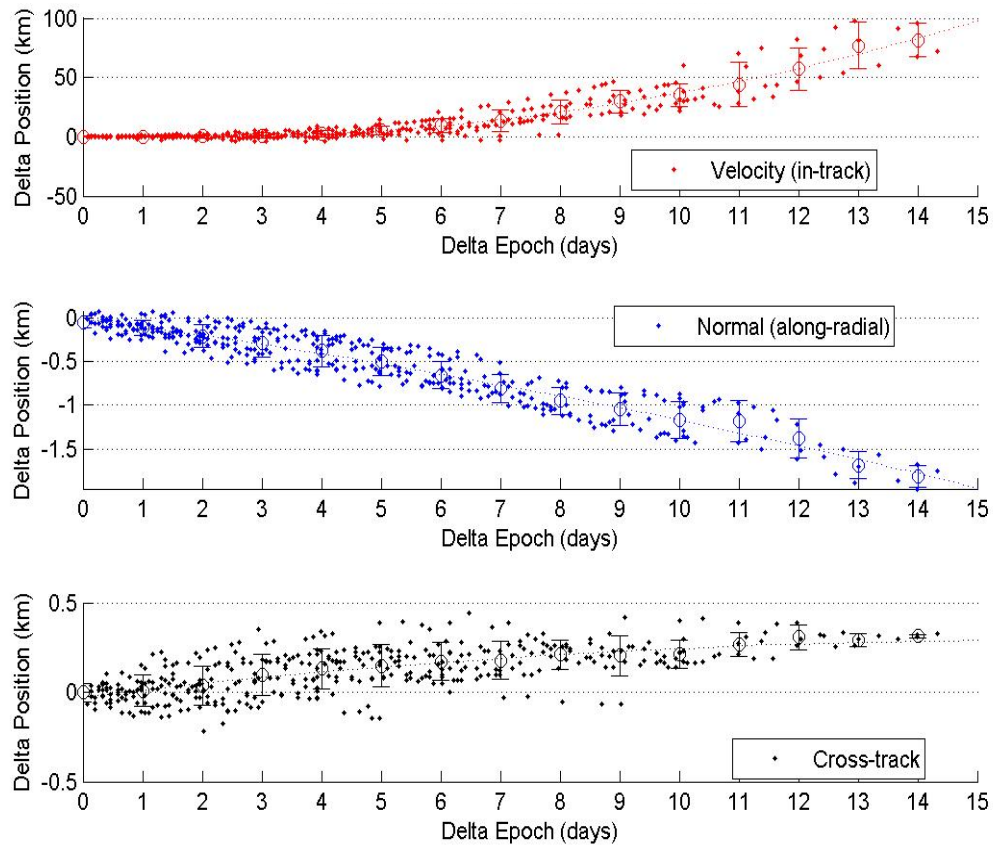 Delta Position (km)
100
50
0
-50
Velocity (in-track)
0 1 2 3 4 5 6 7 8 9 10 11 12 13 14 15
Delta Epoch (days)
Delta Position (km)
0
-0.5
-1
-1.5
Normal (along-radial)
0 1 2 3 4 5 6 7 8 9 10 11 12 13 14 15
Delta Epoch (days)
Delta Position (km)
0.5
0.0
-0.5
Cross-track
0 1 2 3 4 5 6 7 8 9 10 11 12 13 14 15
Delta Epoch (days)